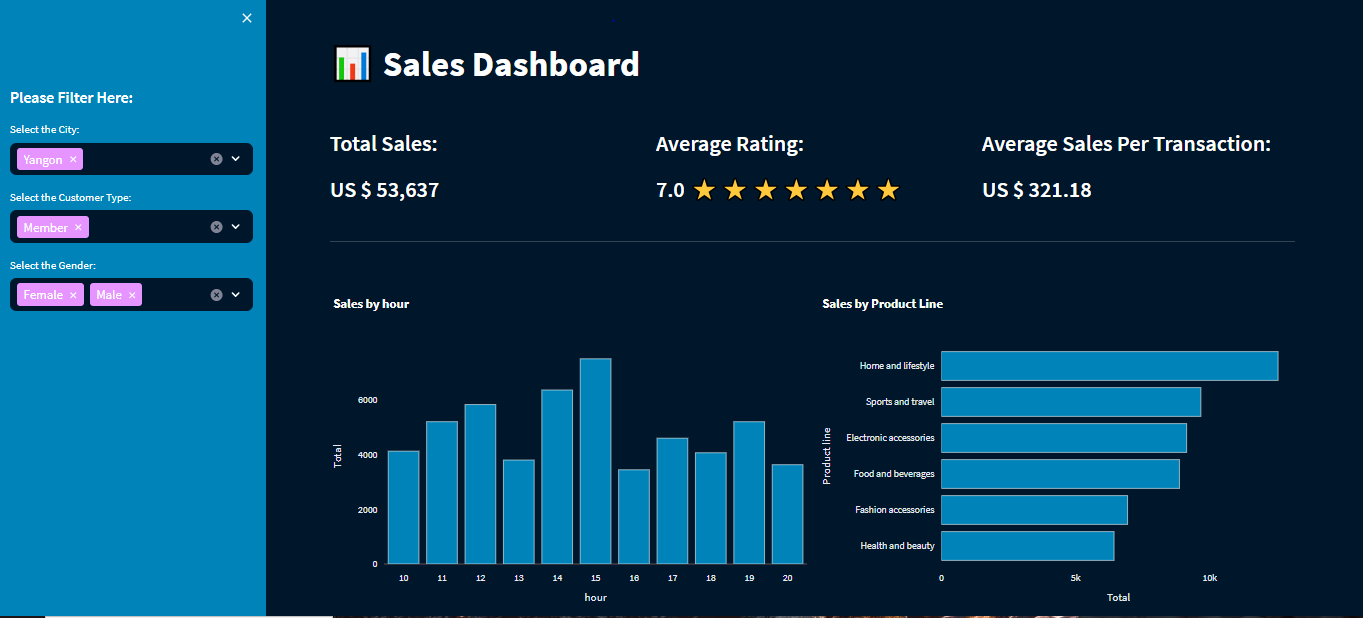 Please Filter Here:
Select the City:
Yangon ×
Select the Customer Type:
Member ×
Select the Gender:
Female × Male ×
Sales Dashboard
Total Sales:
US $ 53,637
Average Rating:
7.0
Average Sales Per Transaction:
US $ 321.18
Sales by hour
6000
4000
2000
0
Total
10 11 12 13 14 15 16 17 18 19 20
hour
Sales by Product Line
Home and lifestyle
Sports and travel
Electronic accessories
Food and beverages
Fashion accessories
Health and beauty
Product line
0 5k 10k
Total